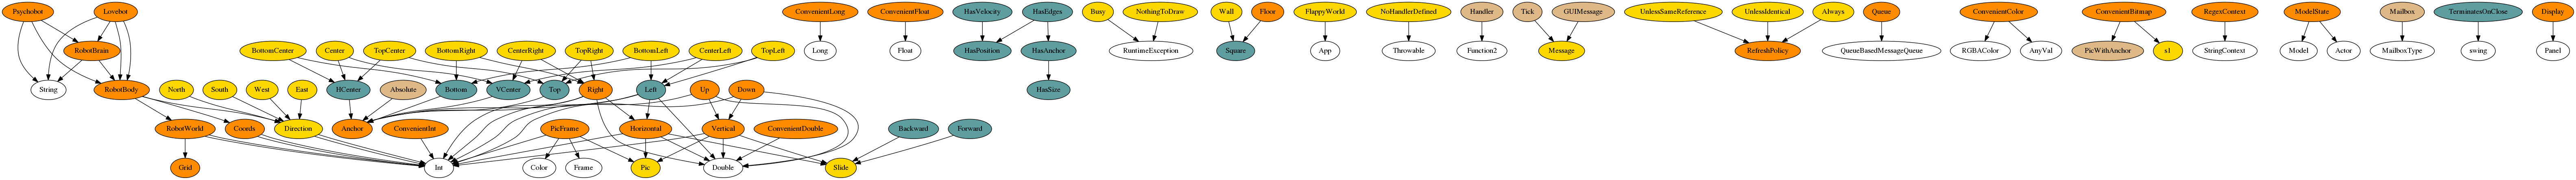 Psychobot Lovebot ConvenientLong ConvenientFloat HasVelocity HasEdges Busy NothingToDraw Wall Floor FlappyWorld NoHandlerDefined Handler Tick GUIMessage UnlessSameReference UnlessIdentical Always Queue ConvenientColor ConvenientBitmap RegexContext ModelState Mailbox TerminatesOnClose Display
RobotBrain BottomCenter Center TopCenter BottomRight CenterRight TopRight BottomLeft CenterLeft TopLeft Long Float HasPosition HasAnchor RuntimeException Square App Throwable Function2 Message RefreshPolicy QueueBasedMessageQueue RGBAColor AnyVal PicWithAnchor s1 StringContext Model Actor MailboxType swing Panel
String RobotBody North South West East HCenter Absolute Bottom VCenter Top Right Left Up Down HasSize
RobotWorld Coords Direction Anchor ConvenientInt PicFrame Horizontal Vertical ConvenientDouble Backward Forward
Grid Int Color Frame Pic Double Slide